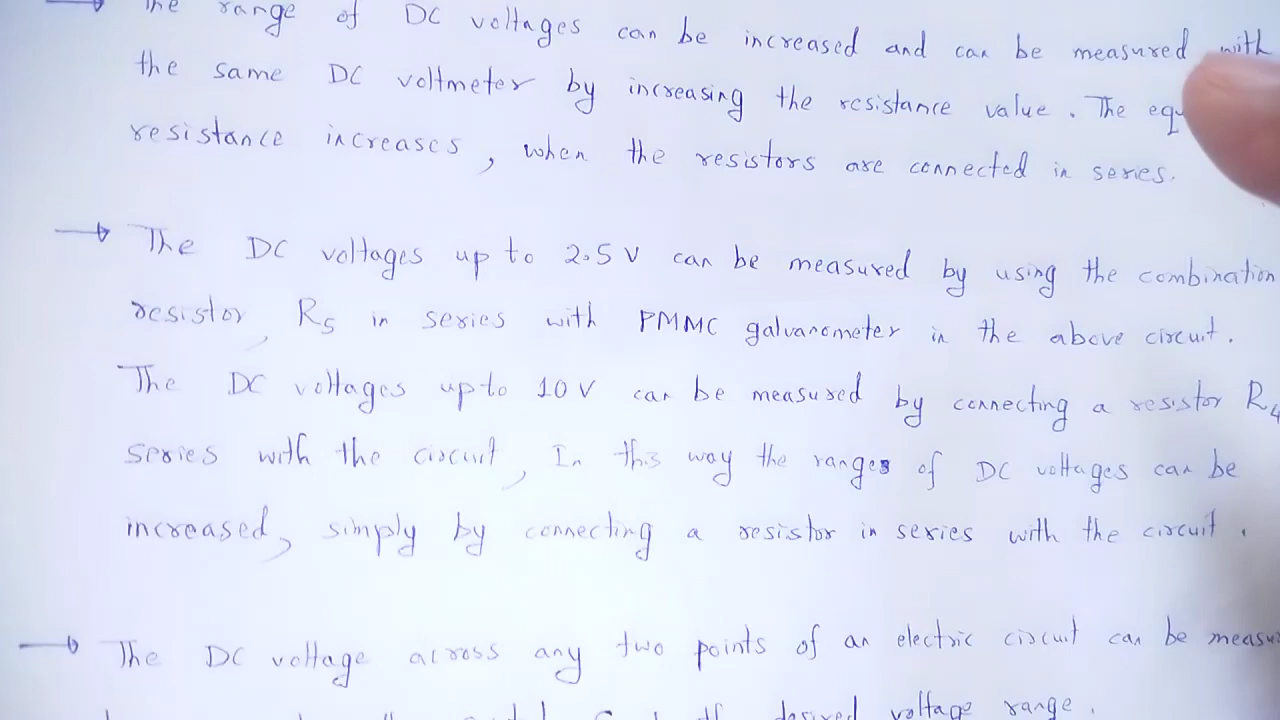 → The range of DC voltages can be increased and can be measured with
the same DC voltmeter by increasing the resistance value. The equ
resistance increases, when the resistors are connected in series.
→ The DC voltages up to 2.5 V can be measured by using the combination
resistor, R5 in series with PMMC galvanometer in the above circuit.
The DC voltages upto 10 V can be measured by connecting a resistor R4
series with the circuit, In this way the ranges of DC voltages can be
increased, simply by connecting a resistor in series with the circuit.
→ The DC voltage across any two points of an electric circuit can be measu
desired voltage range.